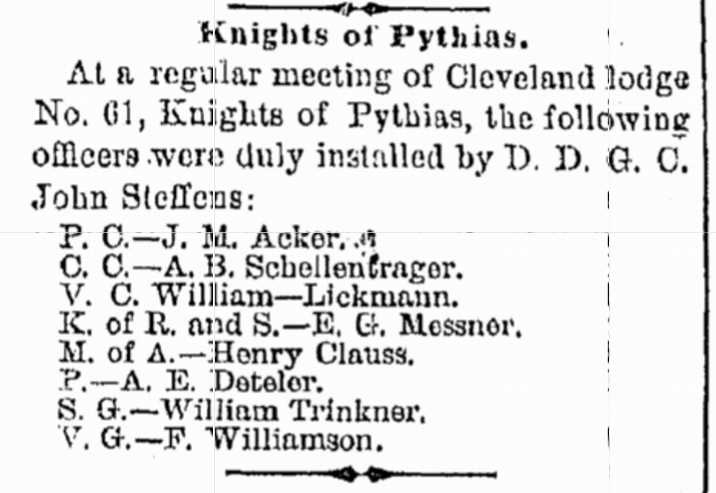 Knights of Pythias.
At a regular meeting of Cleveland lodge
No. 61, Knights of Pythias, the following
officers were duly installed by D. D. G. C.
John Steffens:
P. C.—J. M. Acker.
C. C.—A. B. Schellentrager.
V. C. William—Lickmann.
K. of R. and S.—E. G. Messner.
M. of A.—Henry Clauss.
P.—A. E. Deteler.
S. G.—William Trinkner.
V. G.—F. Williamson.